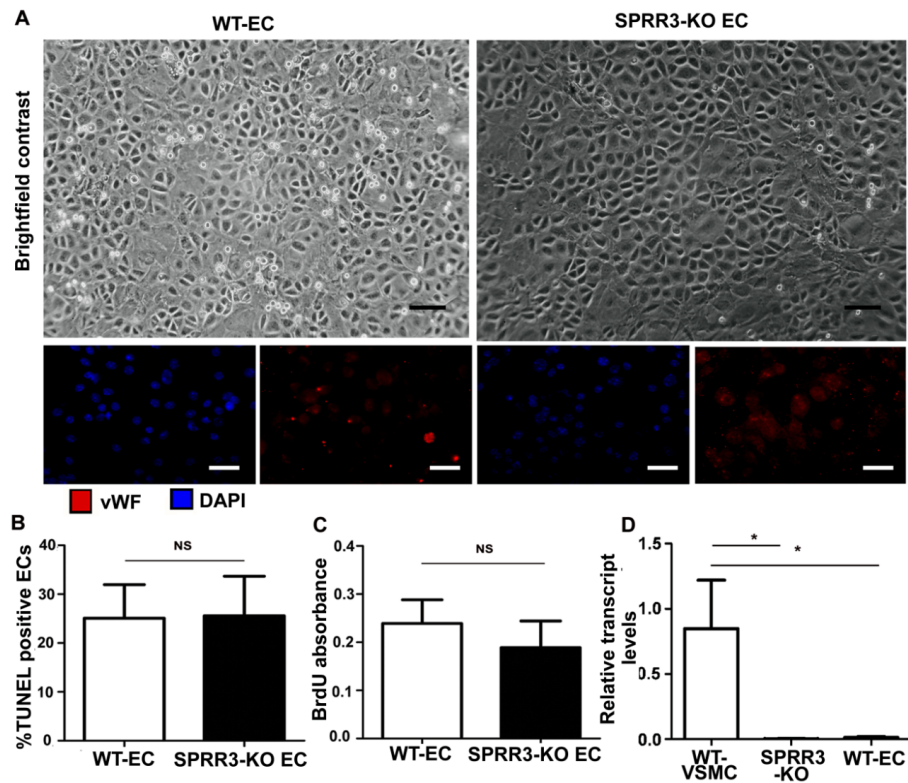 A
WT-EC
SPRR3-KO EC
Brightfield contrast
vWF
DAPI
B
%TUNEL positive ECs
50
40
30
20
10
0
NS
WT-EC
SPRR3-KO EC
C
BrdU absorbance
0.4
0.3
0.2
0.1
0.0
NS
WT-EC
SPRR3-KO EC
D
Relative transcript
levels
1.5
1.0
0.5
0.0
*
*
WT-
VSMC
SPRR3
-KO
WT-EC